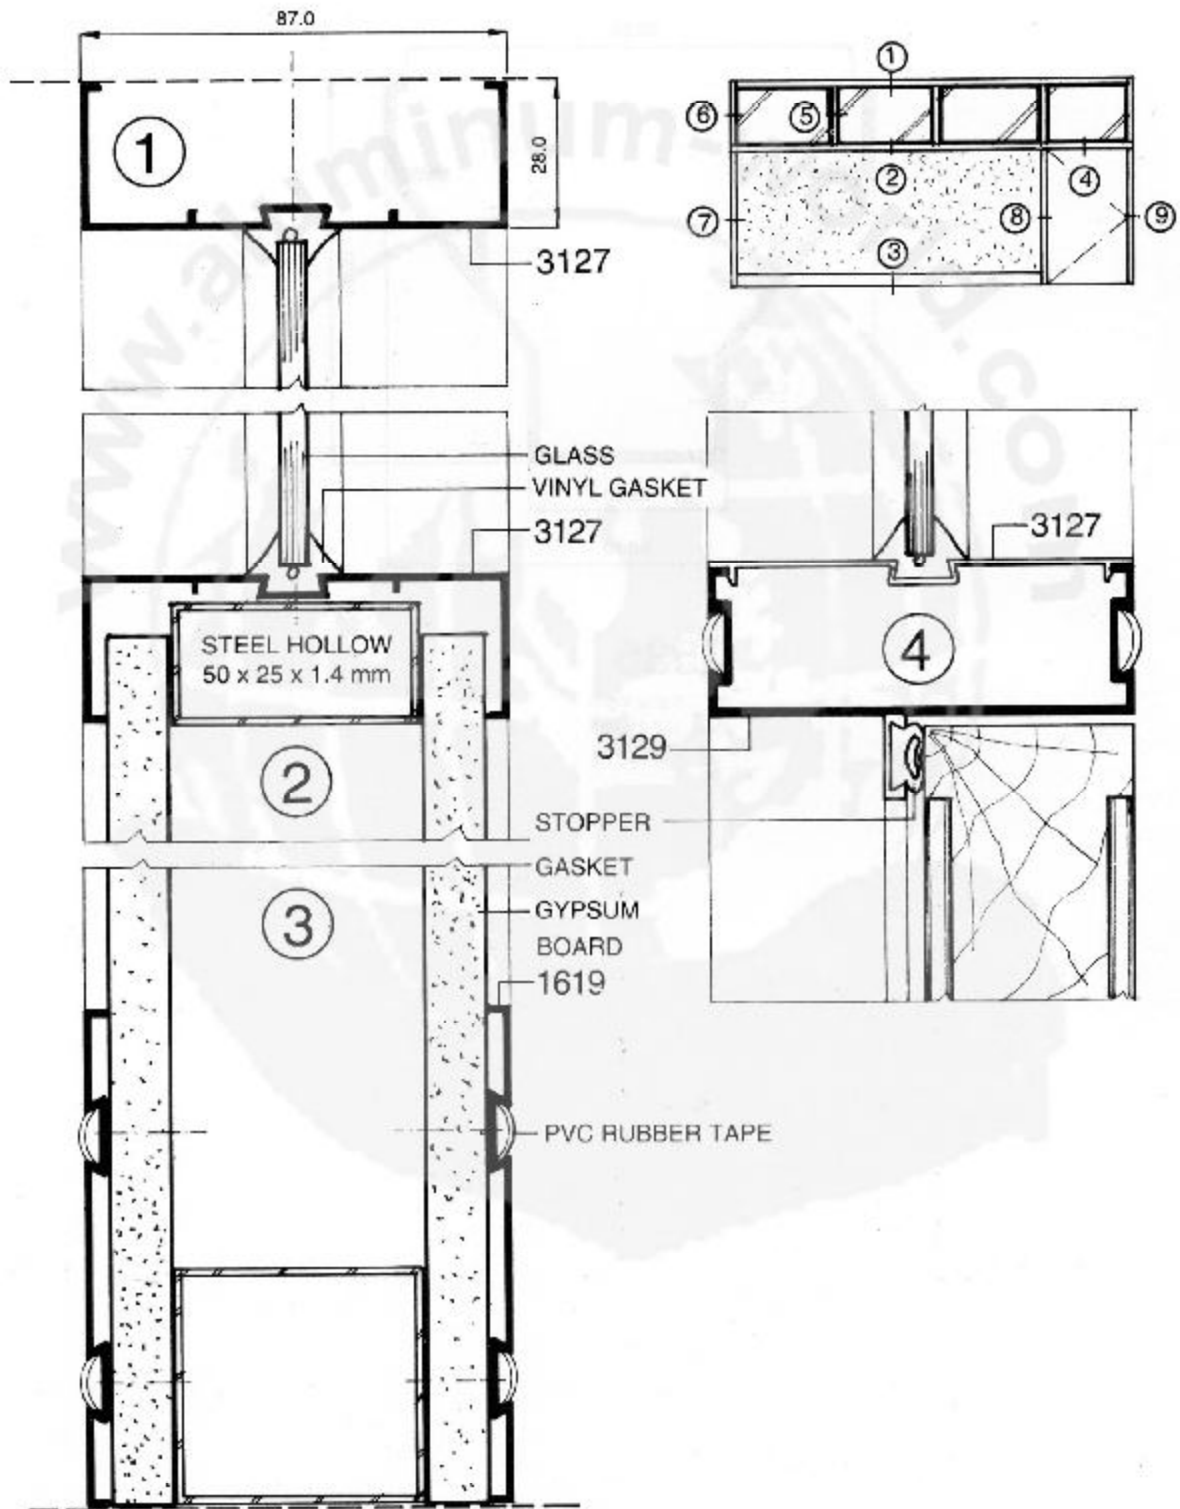 87.0
28.0
1
3127
1
6
5
2
4
7
8
9
3
GLASS
VINYL GASKET
3127
3127
STEEL HOLLOW
50 x 25 x 1.4 mm
4
3129
2
STOPPER
GASKET
3
GYPSUM
BOARD
1619
PVC RUBBER TAPE